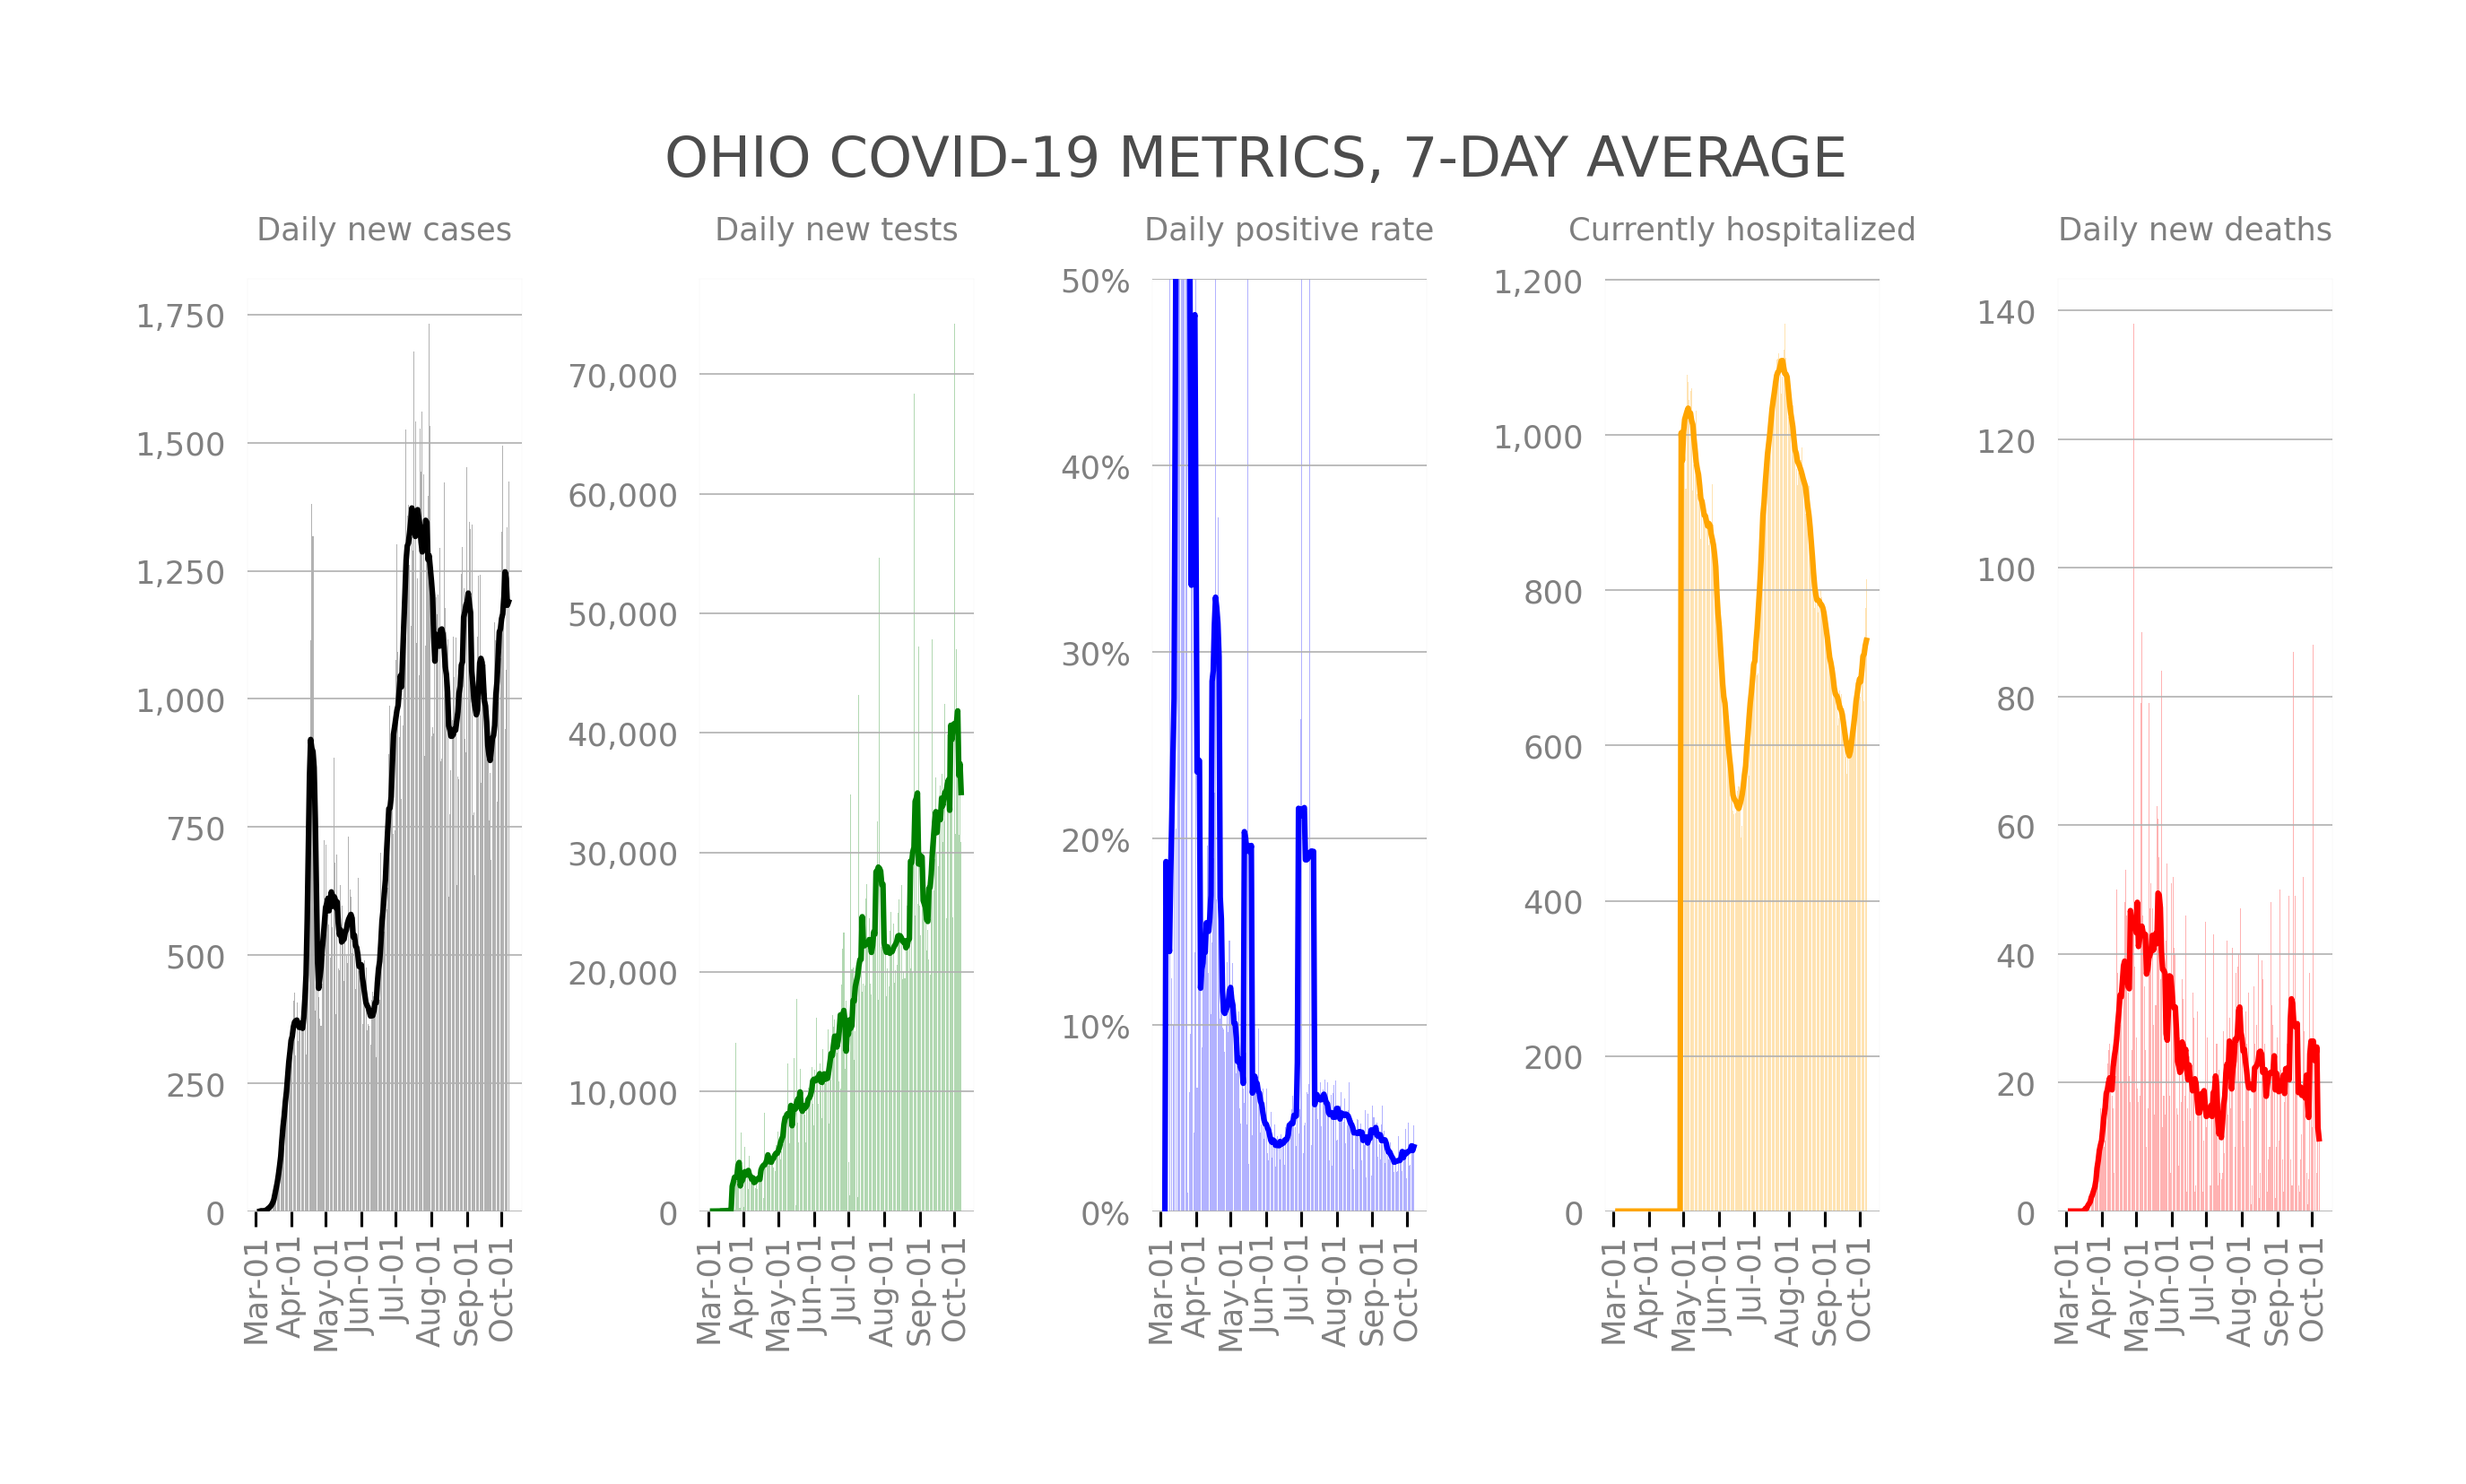 OHIO COVID-19 METRICS, 7-DAY AVERAGE
Daily new cases
1,750
1,500
1,250
1,000
750
500
250
0
Mar-01
Apr-01
May-01
Jun-01
Jul-01
Aug-01
Sep-01
Oct-01
Daily new tests
70,000
60,000
50,000
40,000
30,000
20,000
10,000
0
Mar-01
Apr-01
May-01
Jun-01
Jul-01
Aug-01
Sep-01
Oct-01
Daily positive rate
50%
40%
30%
20%
10%
0%
Mar-01
Apr-01
May-01
Jun-01
Jul-01
Aug-01
Sep-01
Oct-01
Currently hospitalized
1,200
1,000
800
600
400
200
0
Mar-01
Apr-01
May-01
Jun-01
Jul-01
Aug-01
Sep-01
Oct-01
Daily new deaths
140
120
100
80
60
40
20
0
Mar-01
Apr-01
May-01
Jun-01
Jul-01
Aug-01
Sep-01
Oct-01